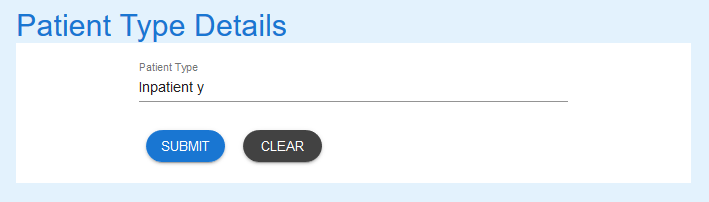 Patient Type Details
Patient Type
Inpatient y
SUBMIT CLEAR